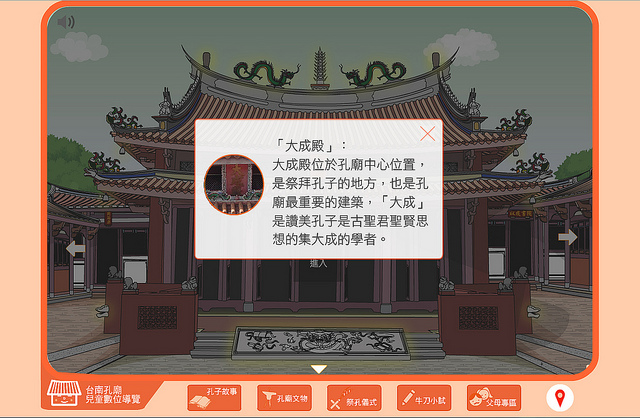 「大成殿」：
大成殿位於孔廟中心位置，
是祭拜孔子的地方，也是孔
廟最重要的建築，「大成」
是讚美孔子是古聖君聖賢思
想的集大成的學者。
進入
台南孔廟
兒童數位導覽
孔子故事
孔廟文物
祭孔儀式
牛刀小試
父母專區